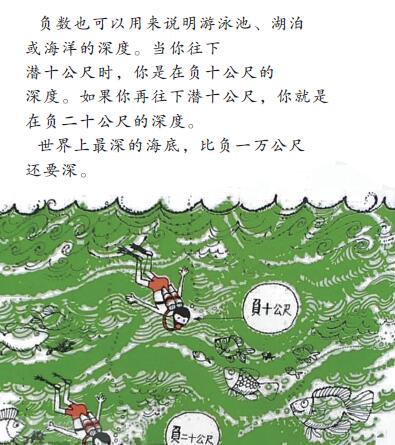 负数也可以用来说明游泳池、湖泊
或海洋的深度。当你往下
潜十公尺时，你是在负十公尺的
深度。如果你再往下潜十公尺，你就是
在负二十公尺的深度。
世界上最深的海底，比负一万公尺
还要深。
負十公尺
負二十公尺